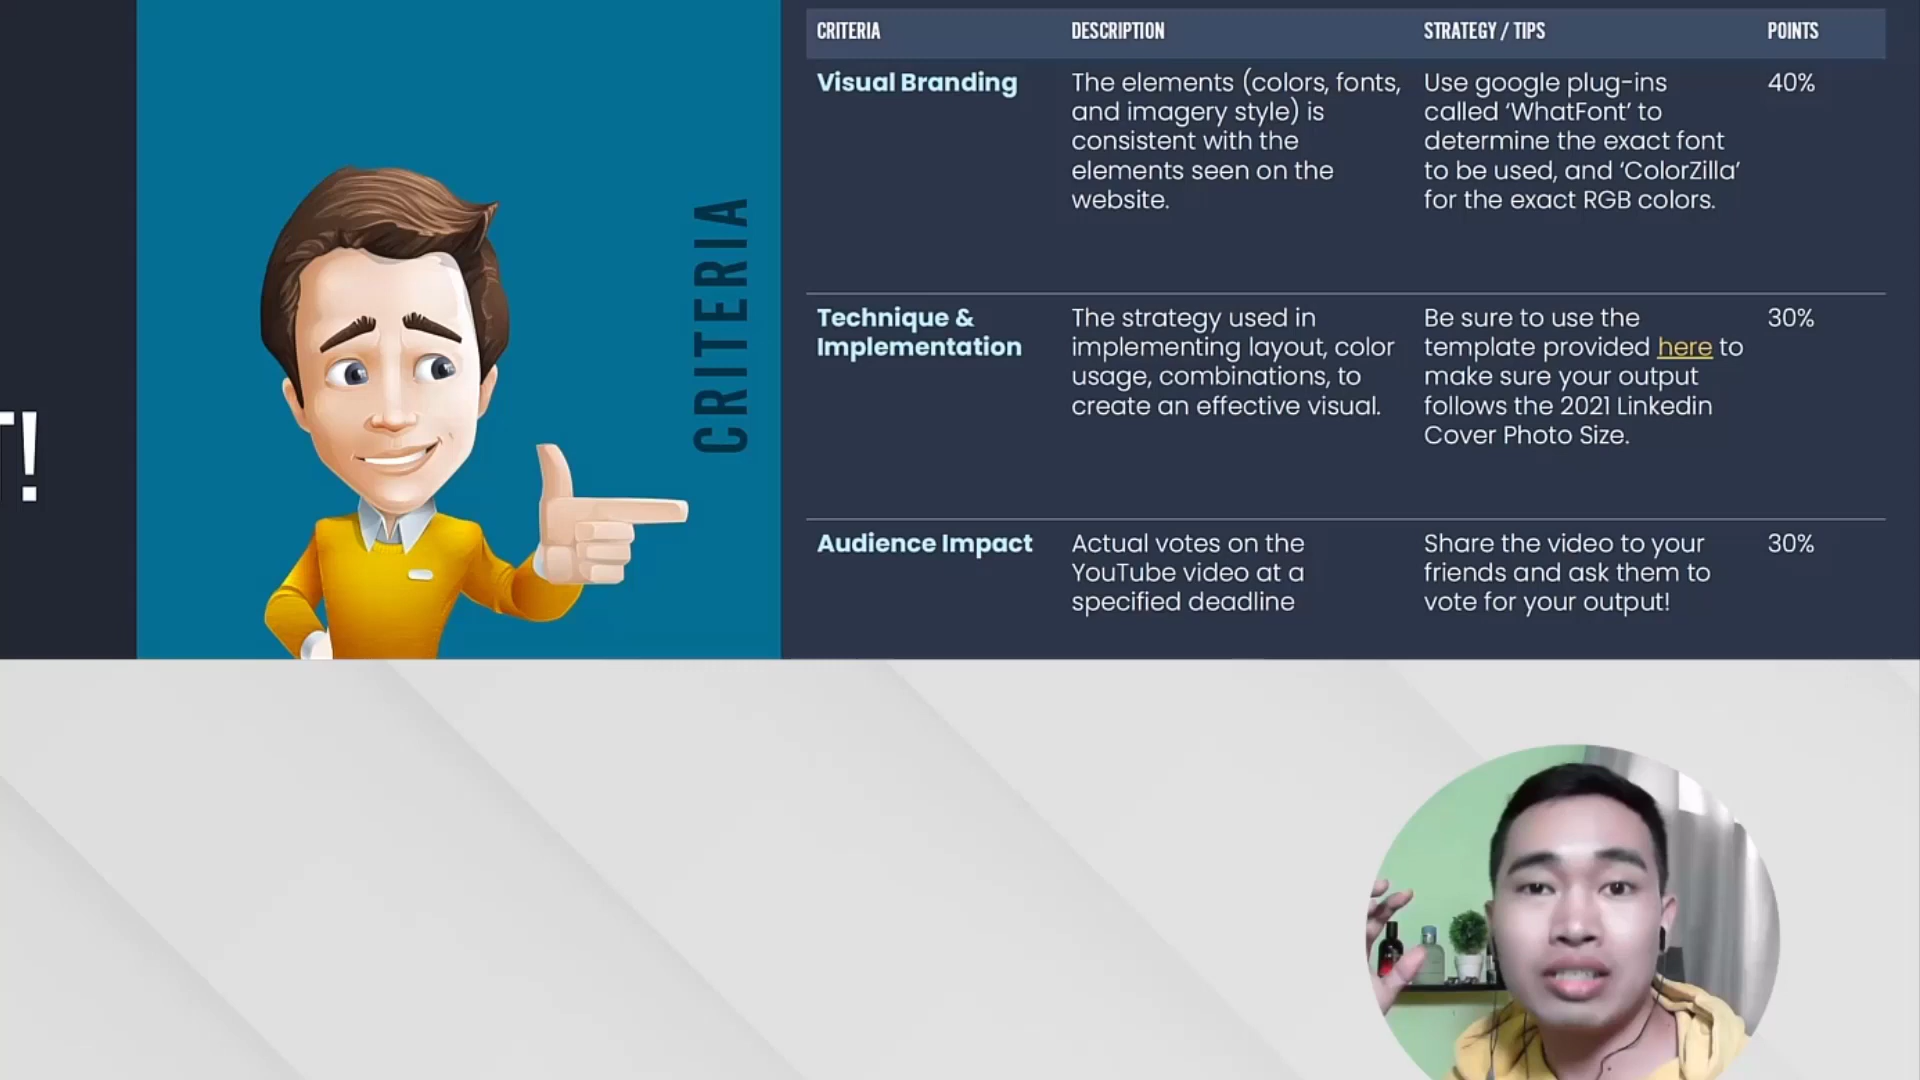 T!
CRITERIA
CRITERIA DESCRIPTION STRATEGY / TIPS POINTS
Visual Branding
The elements (colors, fonts,
and imagery style) is
consistent with the
elements seen on the
website.
Use google plug-ins
called ‘WhatFont’ to
determine the exact font
to be used, and ‘ColorZilla’
for the exact RGB colors.
40%
Technique &
Implementation
The strategy used in
implementing layout, color
usage, combinations, to
create an effective visual.
Be sure to use the
template provided here to
make sure your output
follows the 2021 Linkedin
Cover Photo Size.
30%
Audience Impact
Actual votes on the
YouTube video at a
specified deadline
Share the video to your
friends and ask them to
vote for your output!
30%